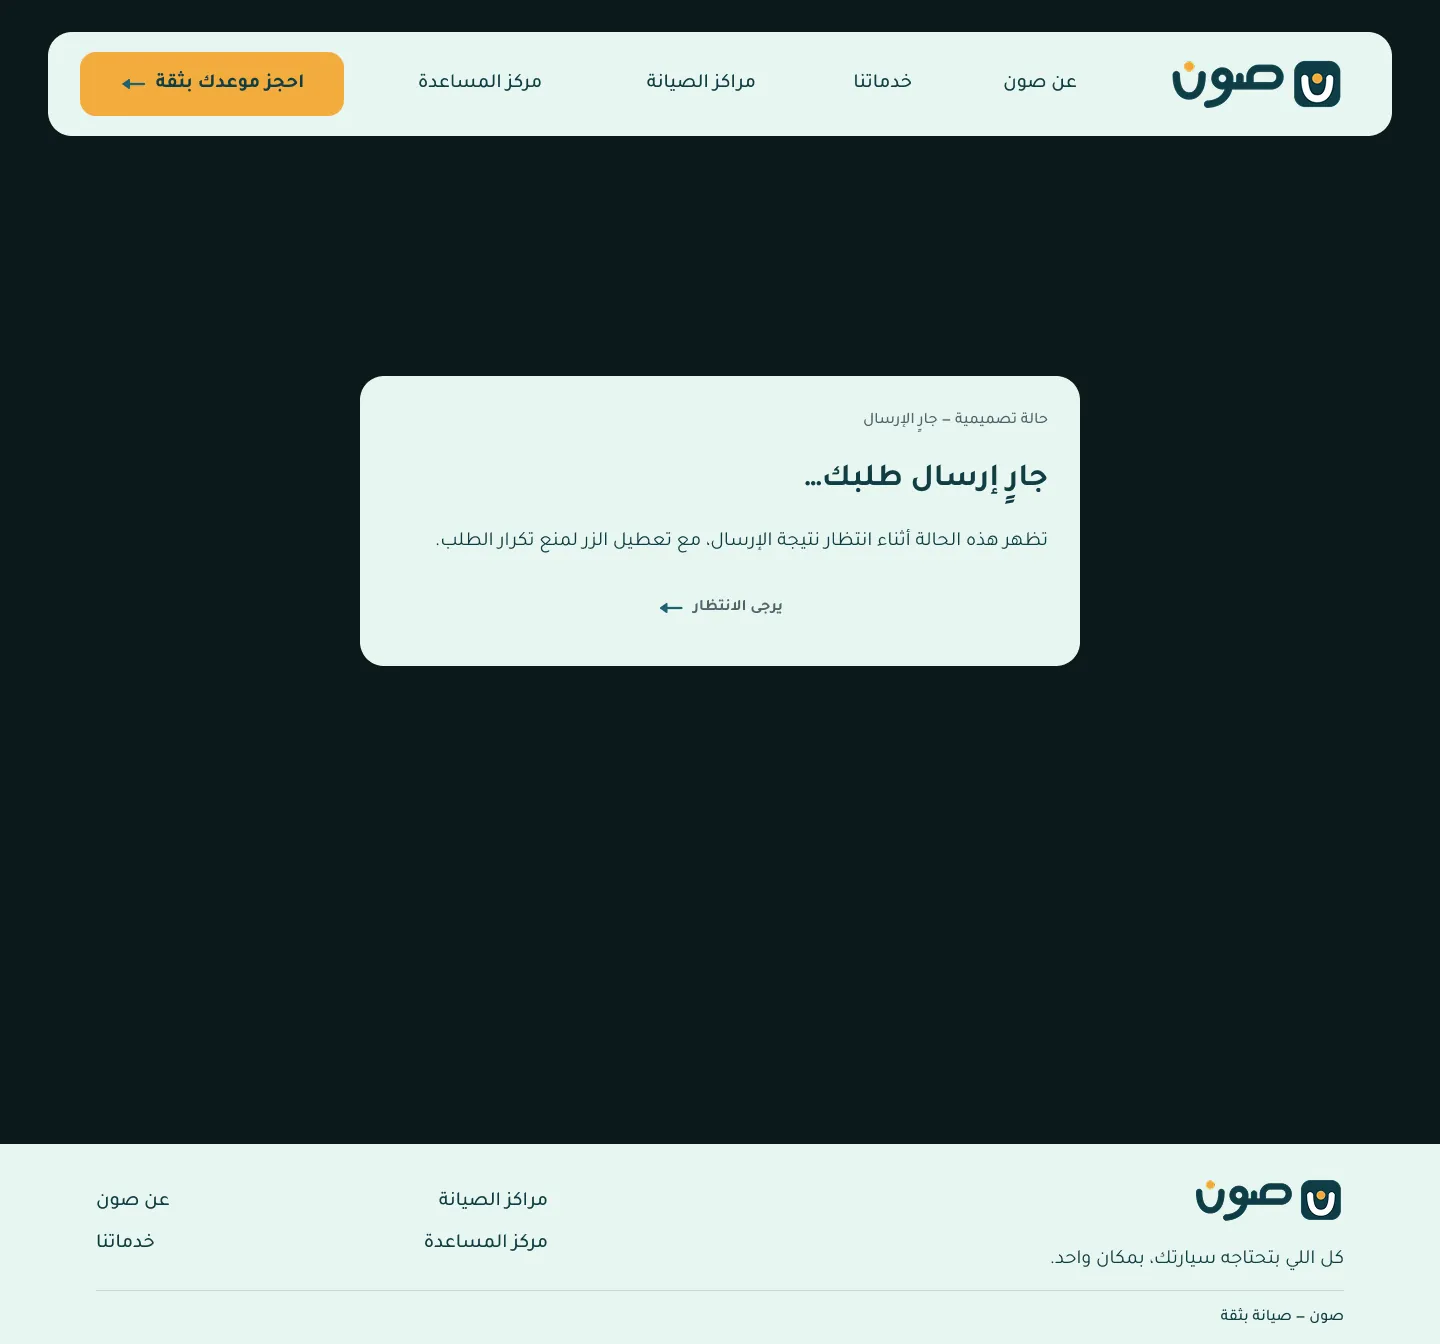 صون
عن صون
خدماتنا
مراكز الصيانة
مركز المساعدة
احجز موعدك بثقة
حالة تصميمية – جارٍ الإرسال
جارٍ إرسال طلبك...
تظهر هذه الحالة أثناء انتظار نتيجة الإرسال، مع تعطيل الزر لمنع تكرار الطلب.
يرجى الانتظار
صون
كل اللي بتحتاجه سيارتك، بمكان واحد.
مراكز الصيانة
مركز المساعدة
عن صون
خدماتنا
صون – صيانة بثقة